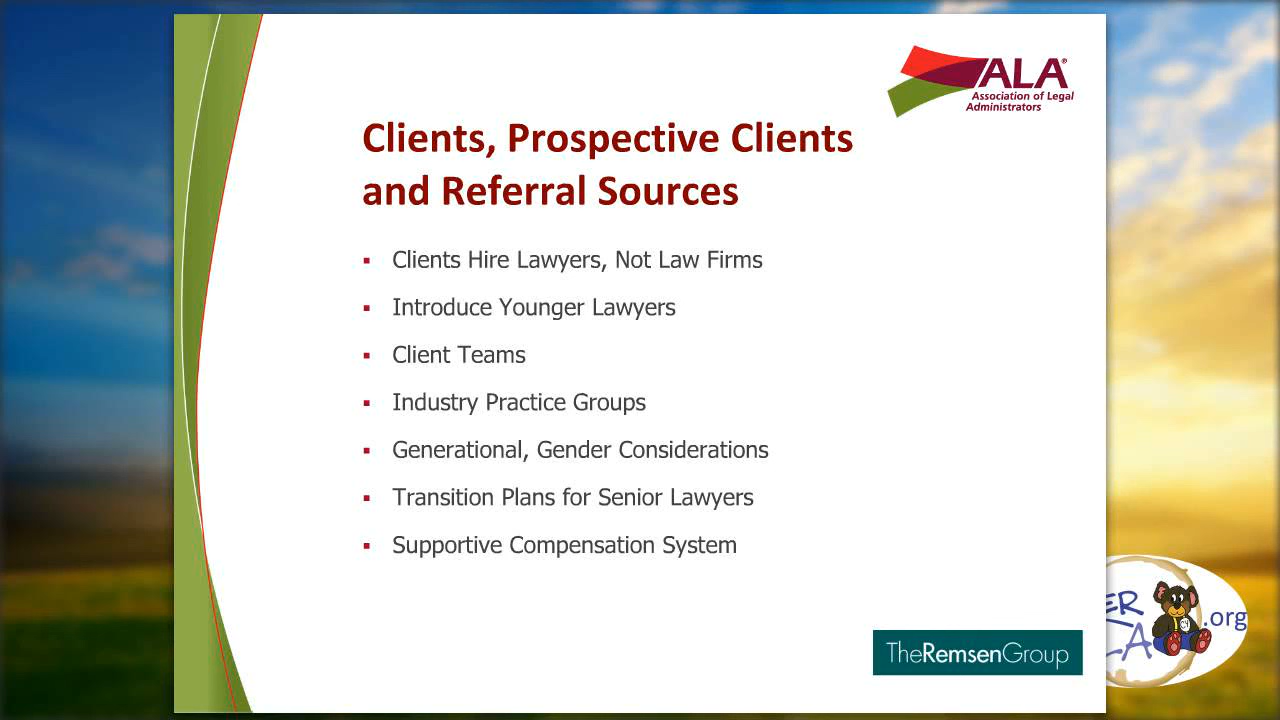 ALA®
Association of Legal
Administrators
Clients, Prospective Clients
and Referral Sources
▪ Clients Hire Lawyers, Not Law Firms
▪ Introduce Younger Lawyers
▪ Client Teams
▪ Industry Practice Groups
▪ Generational, Gender Considerations
▪ Transition Plans for Senior Lawyers
▪ Supportive Compensation System
ER
.org
TheRemsenGroup